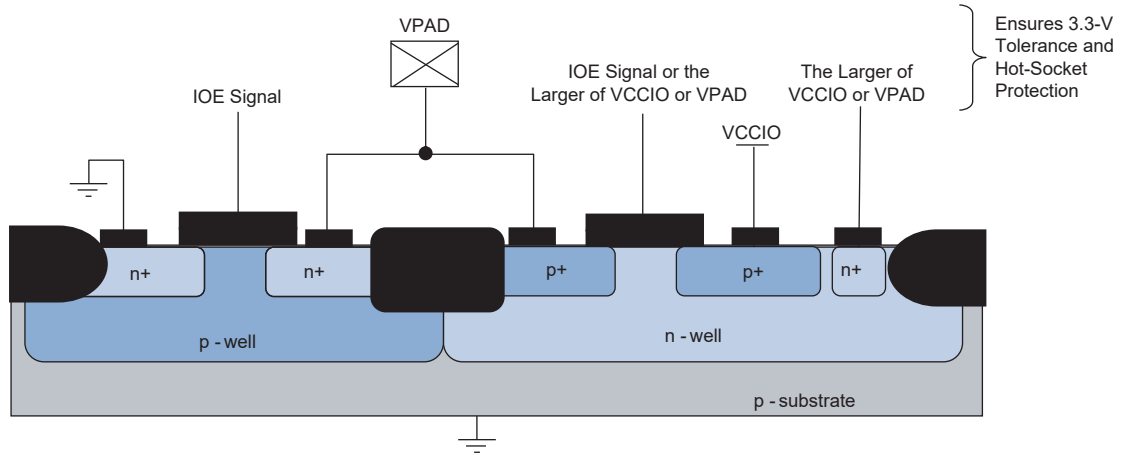 VPAD
IOE Signal
IOE Signal or the
Larger of VCCIO or VPAD
The Larger of
VCCIO or VPAD
Ensures 3.3-V
Tolerance and
Hot-Socket
Protection
VCCIO
n+
n+
p+
p+
n+
p - well
n - well
p - substrate